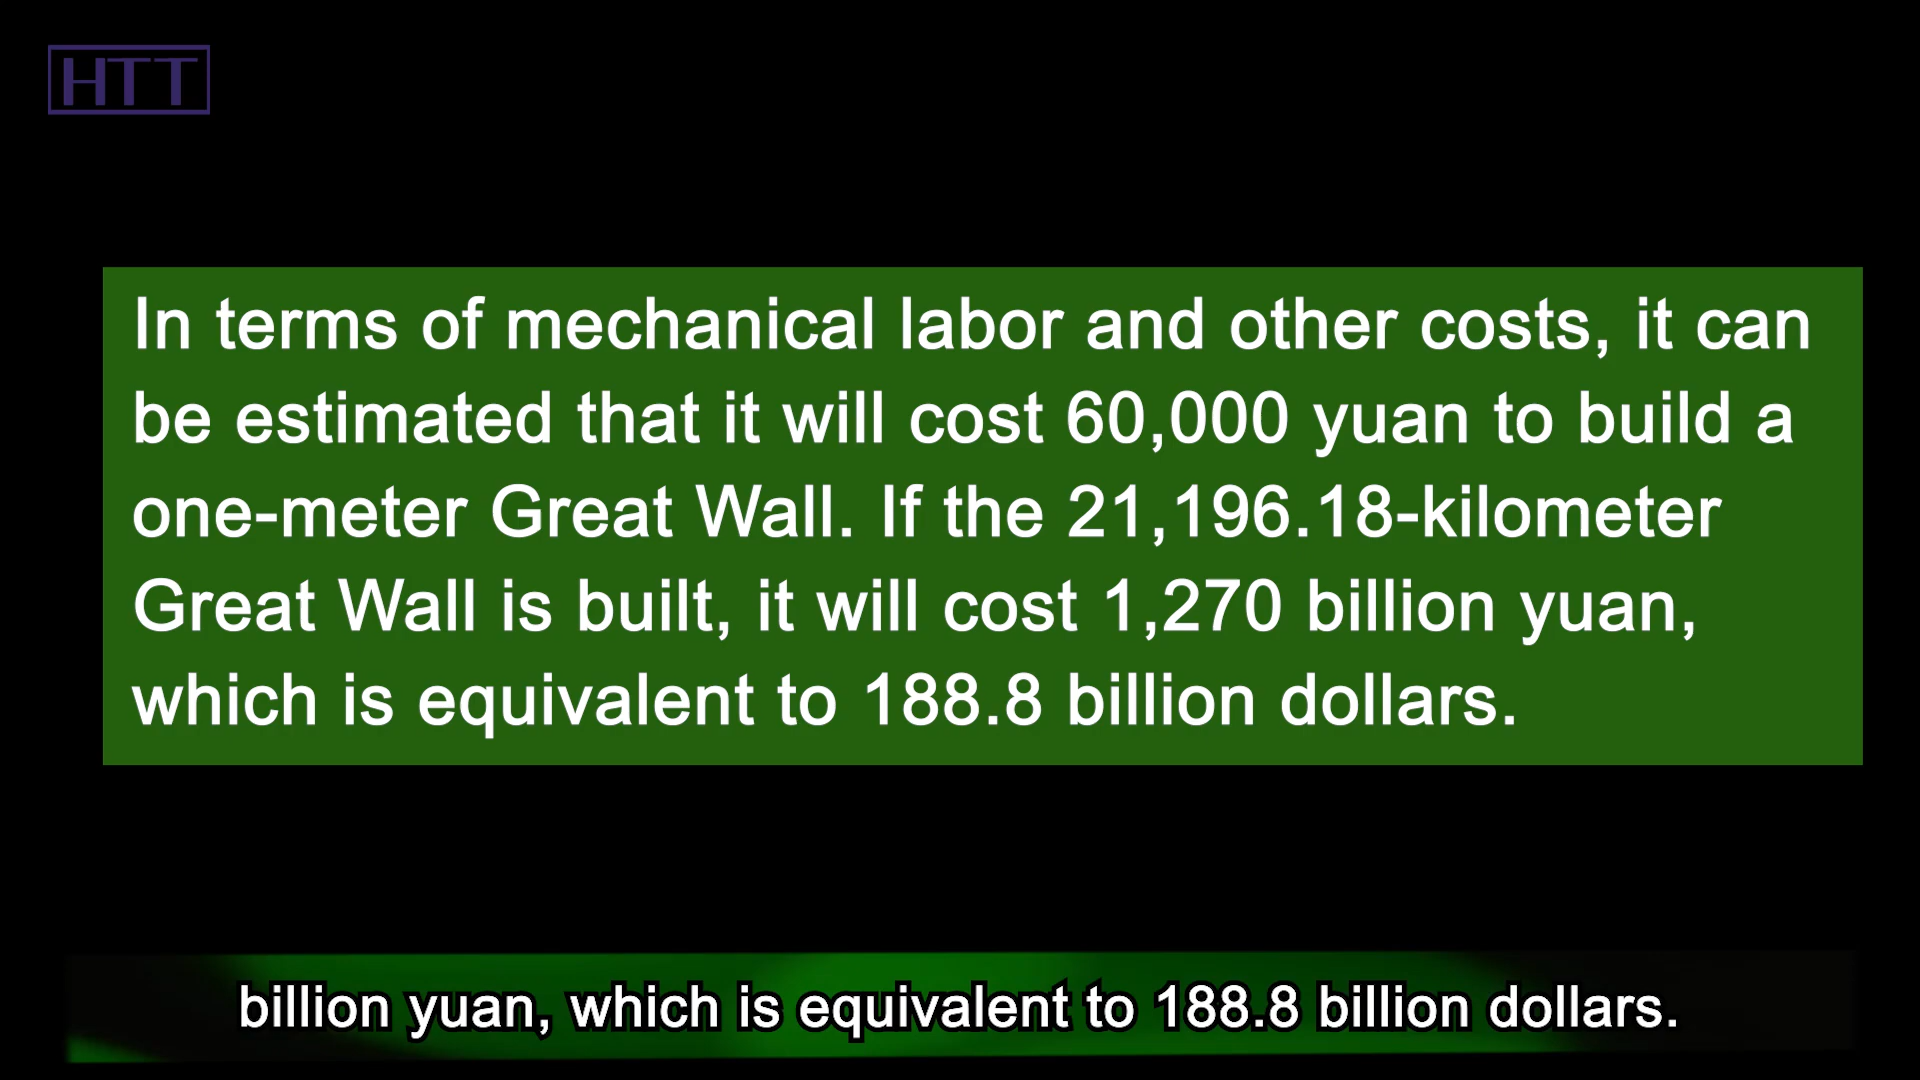 HTT
In terms of mechanical labor and other costs, it can
be estimated that it will cost 60,000 yuan to build a
one-meter Great Wall. If the 21,196.18-kilometer
Great Wall is built, it will cost 1,270 billion yuan,
which is equivalent to 188.8 billion dollars.
billion yuan, which is equivalent to 188.8 billion dollars.